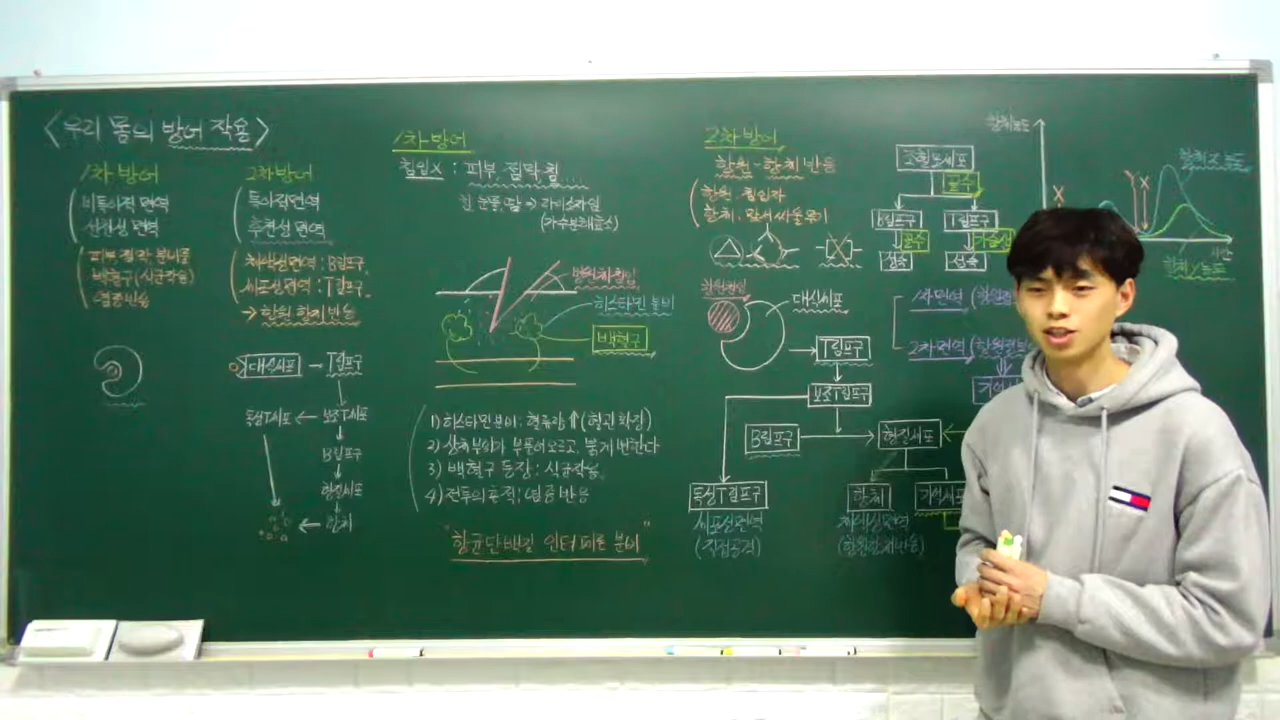 <우리 몸의 방어 작용>
1차 방어
비특이적 면역
선천성 면역
피부 점막 분비물
백혈구(식균작용)
염증 반응
2차방어
특이적면역
후천성 면역
체액성면역 : B림프구
세포성면역 : T림프구
→ 항원 항체 반응
대식세포 → T림프구
독성T세포 ← 보조T세포
B림프구
형질세포
← 항체
1차 방어
침입X : 피부, 점막, 침...
침, 눈물, 땀 ⇒ 라이소자임
(가수분해효소)
병원체 침입
히스타민 분비
백혈구
1) 히스타민분비 : 혈류량 ⇑ (혈관 확장)
2) 상처부위가 부풀어오르고, 붉게 변한다
3) 백혈구 등장 : 식균작용
4) 전투의 흔적 : 염증 반응
"항균단백질 인터페론 분비"
2차 방어
항원 - 항체 반응
항원 : 침입자
항체 : 맞서싸울 무기
대식세포
T림프구
보조T림프구
B림프구
형질세포
독성T림프구
세포성면역
(직접공격)
항체
체액성면역
(항원항체반응)
기억세포
조혈모세포
골수
B림프구
T림프구
골수
가슴샘
성숙
성숙
1차면역
2차면역
항체농도
X
Y X
항체X 농도
시간
항체Y 농도